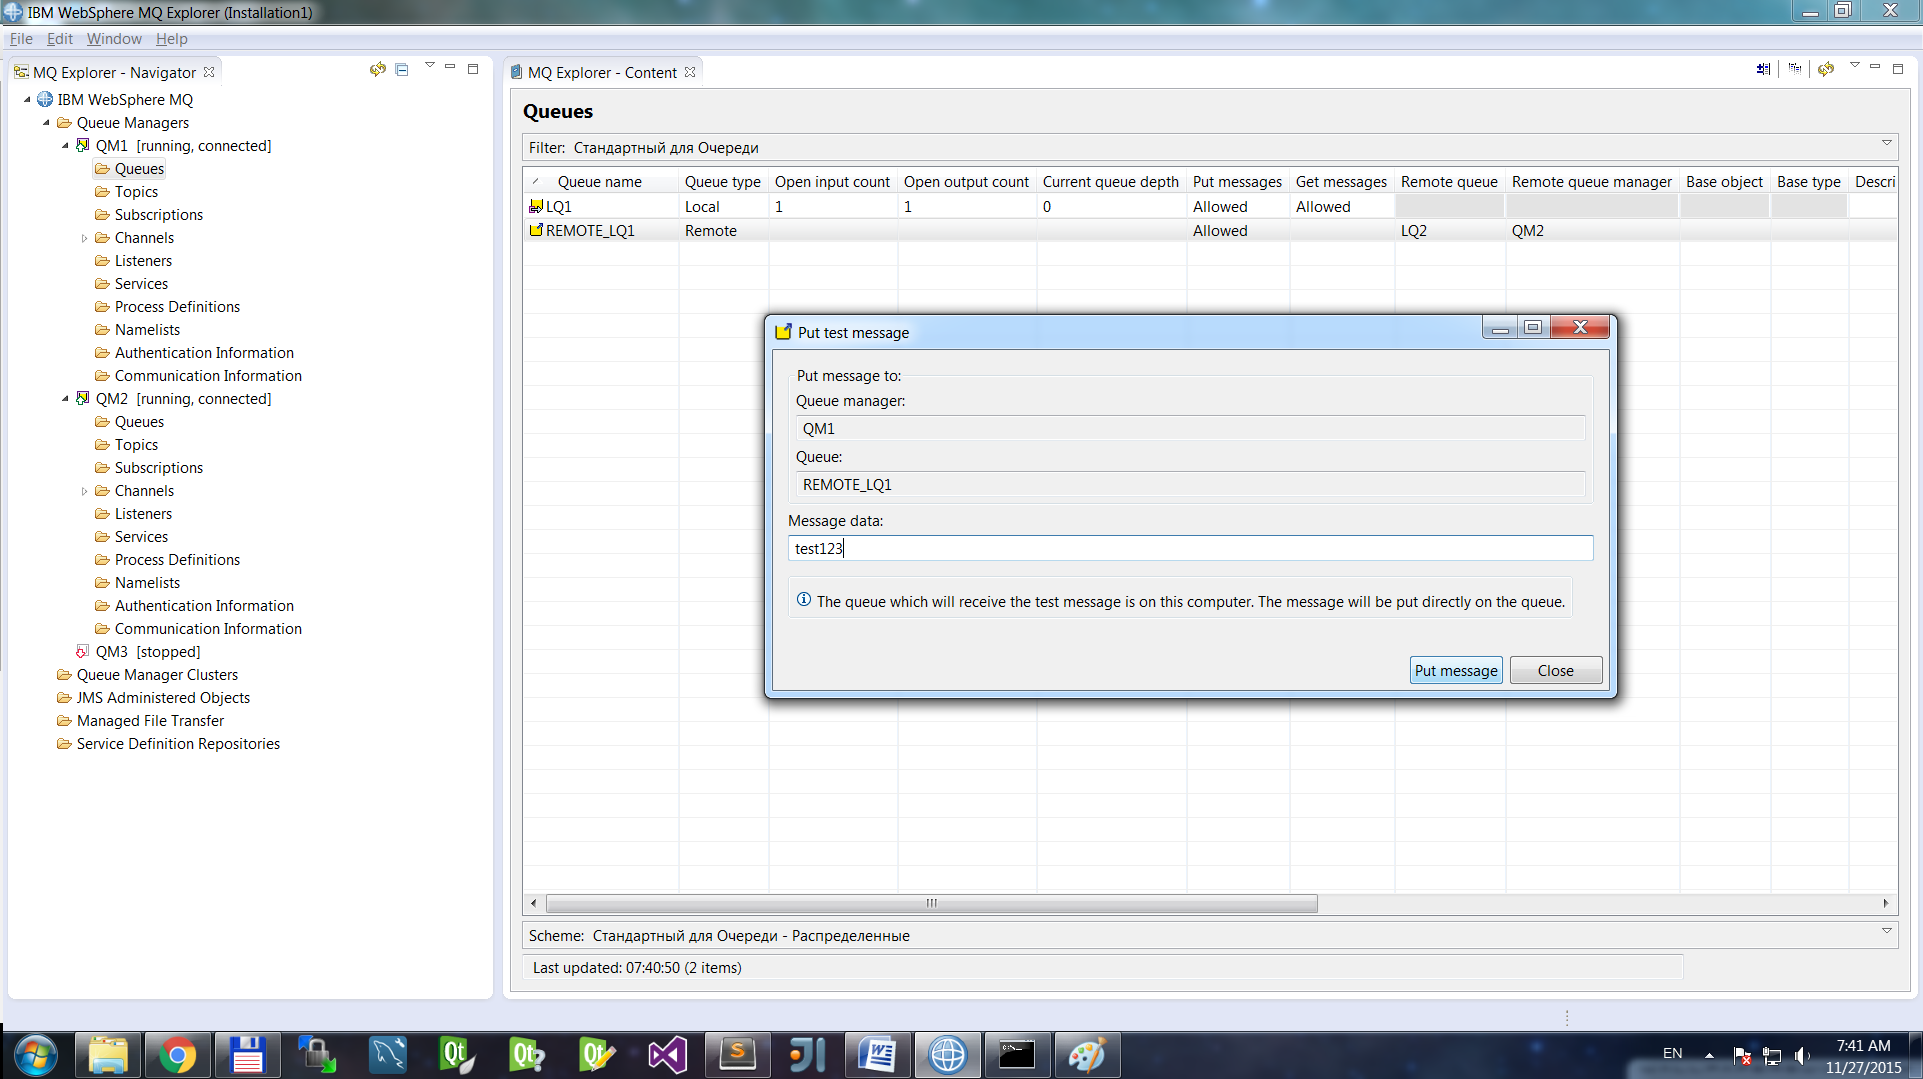 IBM WebSphere MQ Explorer (Installation1)
File Edit Window Help
MQ Explorer - Navigator
IBM WebSphere MQ
Queue Managers
QM1 [running, connected]
Queues
Topics
Subscriptions
Channels
Listeners
Services
Process Definitions
Namelists
Authentication Information
Communication Information
QM2 [running, connected]
Queues
Topics
Subscriptions
Channels
Listeners
Services
Process Definitions
Namelists
Authentication Information
Communication Information
QM3 [stopped]
Queue Manager Clusters
JMS Administered Objects
Managed File Transfer
Service Definition Repositories
MQ Explorer - Content
Queues
Filter: Стандартный для Очереди
Queue name Queue type Open input count Open output count Current queue depth Put messages Get messages Remote queue Remote queue manager Base object Base type Descri
LQ1 Local 1 1 0 Allowed Allowed
REMOTE_LQ1 Remote Allowed LQ2 QM2
Put test message
Put message to:
Queue manager:
QM1
Queue:
REMOTE_LQ1
Message data:
test123
The queue which will receive the test message is on this computer. The message will be put directly on the queue.
Put message Close
Scheme: Стандартный для Очереди - Распределенные
Last updated: 07:40:50 (2 items)
Qt Qt? Qt
EN
7:41 AM
11/27/2015